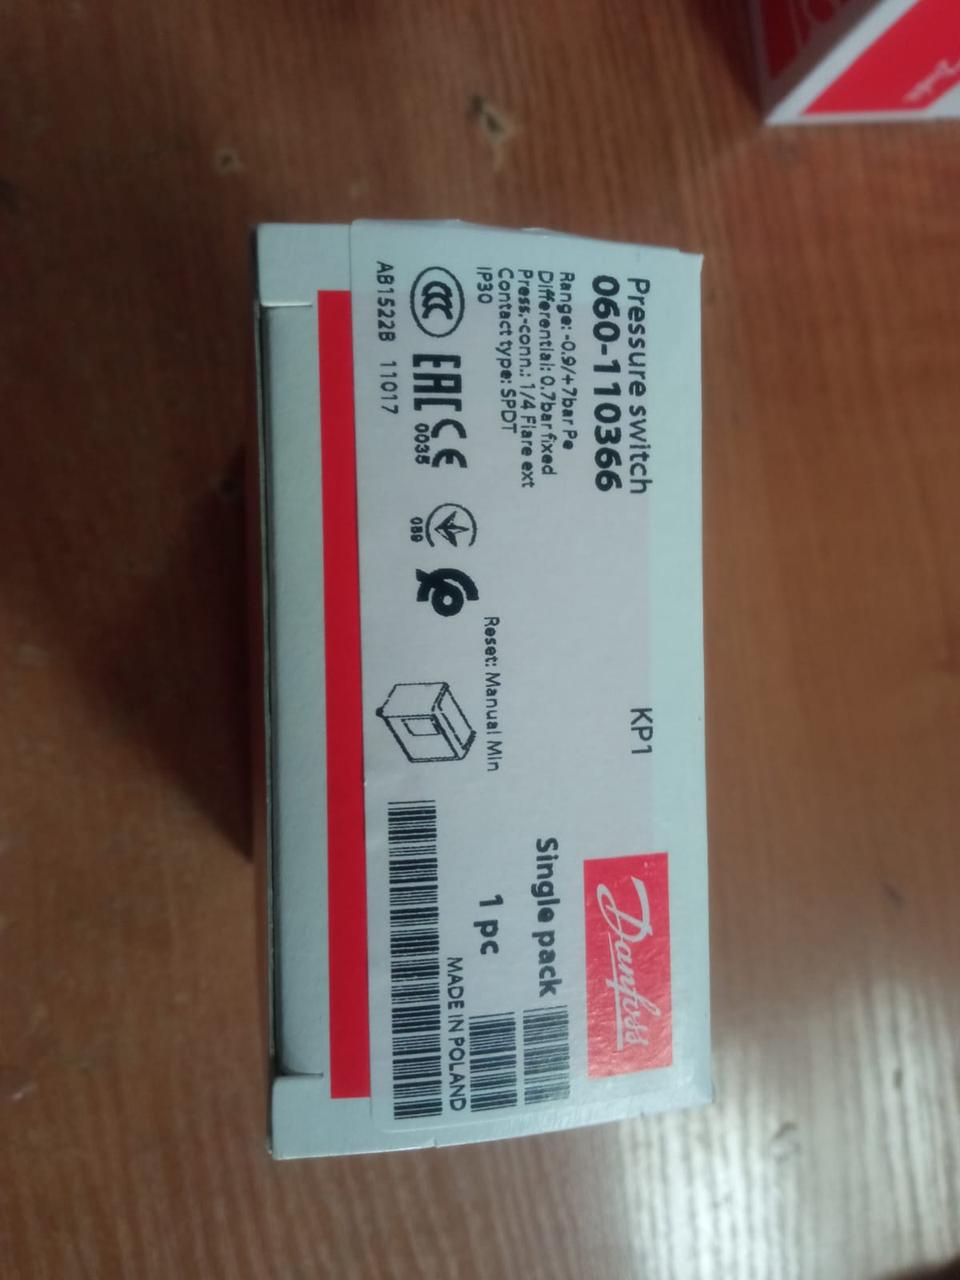 Pressure switch
KP1
060-110366
Danfoss
Range: -0.9/+7bar Pe
Differential: 0.7bar fixed
Press.-conn.: 1/4 Flare ext
Contact type: SPDT
IP30
Single pack
1 pc
Reset: Manual Min
EAC CE
0035
089
MADE IN POLAND
AB1522B 11017